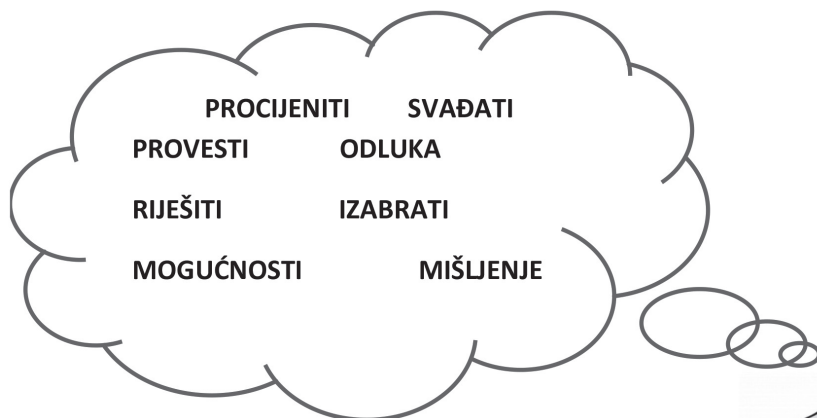 PROCIJENITI SVAĐATI
PROVESTI ODLUKA
RIJEŠITI IZABRATI
MOGUĆNOSTI MIŠLJENJE